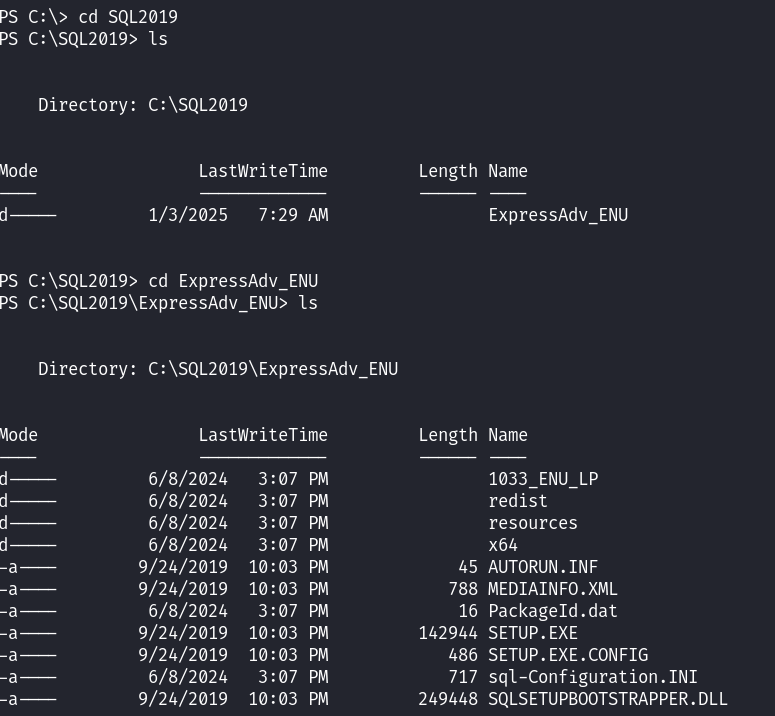 PS C:\> cd SQL2019
PS C:\SQL2019> ls
Directory: C:\SQL2019
Mode LastWriteTime Length Name
---- ------------- ------ ----
d----- 1/3/2025 7:29 AM ExpressAdv_ENU
PS C:\SQL2019> cd ExpressAdv_ENU
PS C:\SQL2019\ExpressAdv_ENU> ls
Directory: C:\SQL2019\ExpressAdv_ENU
Mode LastWriteTime Length Name
---- ------------- ------ ----
d----- 6/8/2024 3:07 PM 1033_ENU_LP
d----- 6/8/2024 3:07 PM redist
d----- 6/8/2024 3:07 PM resources
d----- 6/8/2024 3:07 PM x64
-a---- 9/24/2019 10:03 PM 45 AUTORUN.INF
-a---- 9/24/2019 10:03 PM 788 MEDIAINFO.XML
-a---- 6/8/2024 3:07 PM 16 PackageId.dat
-a---- 9/24/2019 10:03 PM 142944 SETUP.EXE
-a---- 9/24/2019 10:03 PM 486 SETUP.EXE.CONFIG
-a---- 6/8/2024 3:07 PM 717 sql-Configuration.INI
-a---- 9/24/2019 10:03 PM 249448 SQLSETUPBOOTSTRAPPER.DLL